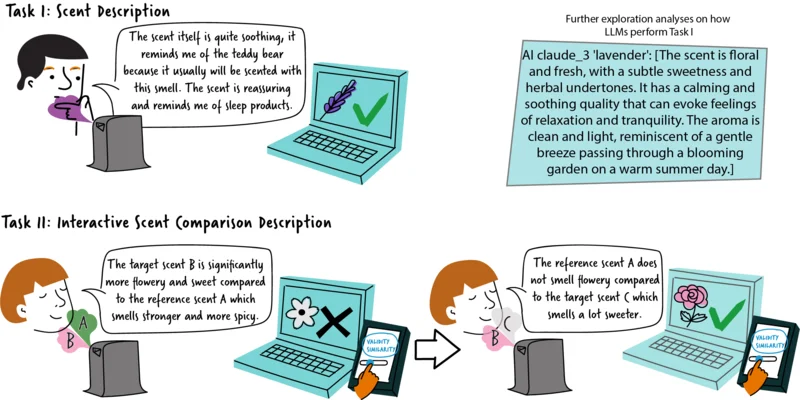 Task I: Scent Description
The scent itself is quite soothing, it
reminds me of the teddy bear
because it usually will be scented with
this smell. The scent is reassuring
and reminds me of sleep products.
Further exploration analyses on how
LLMs perform Task I
AI claude_3 'lavender': [The scent is floral
and fresh, with a subtle sweetness and
herbal undertones. It has a calming and
soothing quality that can evoke feelings
of relaxation and tranquility. The aroma is
clean and light, reminiscent of a gentle
breeze passing through a blooming
garden on a warm summer day.]
Task II: Interactive Scent Comparison Description
The target scent B is significantly
more flowery and sweet compared
to the reference scent A which
smells stronger and more spicy.
A
B
VALIDITY
SIMILARITY
The reference scent A does
not smell flowery compared
to the target scent C which
smells a lot sweeter.
C
B
VALIDITY
SIMILARITY